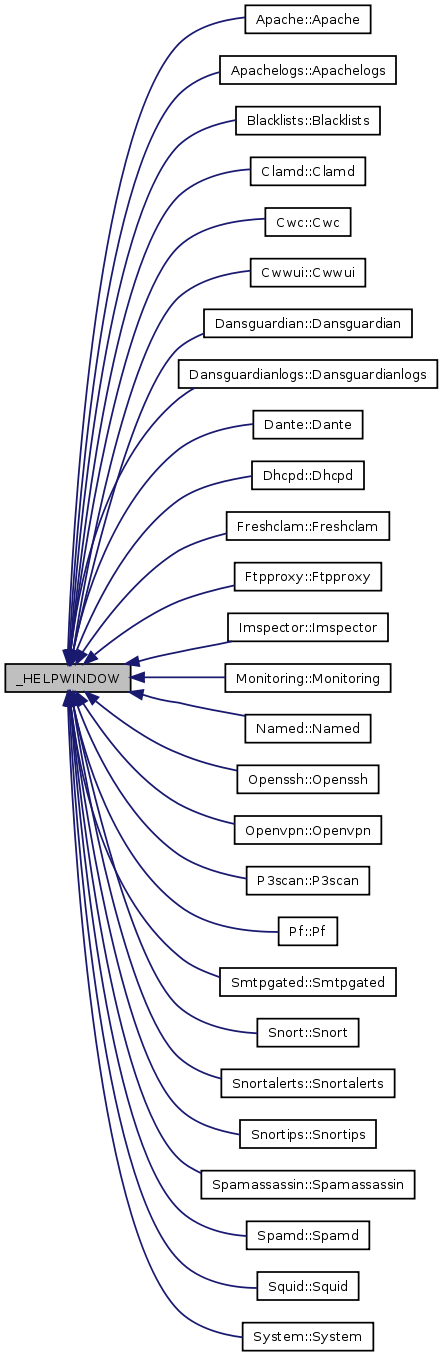 Apache::Apache
Apachelogs::Apachelogs
Blacklists::Blacklists
Clamd::Clamd
Cwc::Cwc
Cwwui::Cwwui
Dansguardian::Dansguardian
Dansguardianlogs::Dansguardianlogs
Dante::Dante
Dhcpd::Dhcpd
Freshclam::Freshclam
Ftpproxy::Ftpproxy
Imspector::Imspector
_HELPWINDOW
Monitoring::Monitoring
Named::Named
Openssh::Openssh
Openvpn::Openvpn
P3scan::P3scan
Pf::Pf
Smtpgated::Smtpgated
Snort::Snort
Snortalerts::Snortalerts
Snortips::Snortips
Spamassassin::Spamassassin
Spamd::Spamd
Squid::Squid
System::System